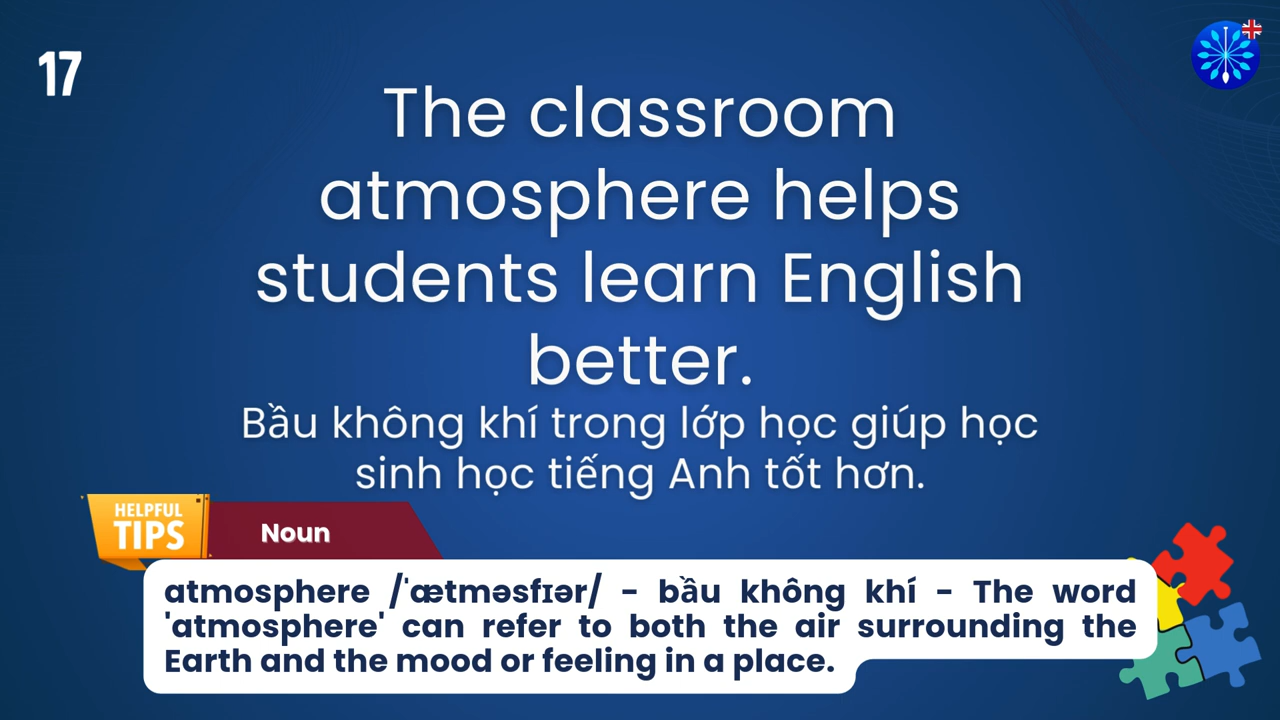 17
The classroom
atmosphere helps
students learn English
better.
Bầu không khí trong lớp học giúp học
sinh học tiếng Anh tốt hơn.
HELPFUL
TIPS
Noun
atmosphere /ˈætməsfɪər/ - bầu không khí - The word
'atmosphere' can refer to both the air surrounding the
Earth and the mood or feeling in a place.